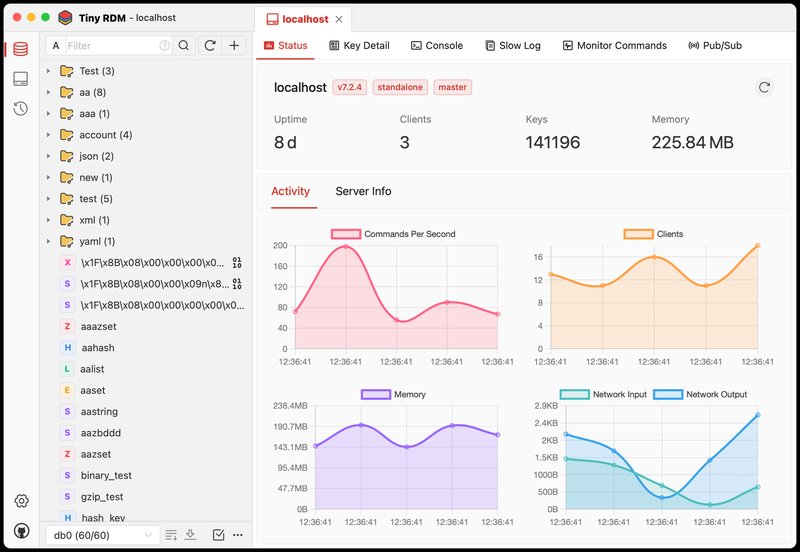 Tiny RDM - localhost
localhost
A Filter
Status Key Detail Console Slow Log Monitor Commands Pub/Sub
Test (3)
aa (8)
aaa (1)
account (4)
json (2)
new (1)
test (5)
xml (1)
yaml (1)
X \x1F\x8B\x08\x00\x00\x00\x0... 01 10
S \x1F\x8B\x08\x00\x00\x09n\x8... 01 10
S \x1F\x8B\x08\x00\x00\x00\x00\x0...
Z aaazset
H aahash
L aalist
E aaset
S aastring
S aazbddd
Z aazset
S binary_test
S gzip_test
H hash_key
db0 (60/60)
localhost v7.2.4 standalone master
Uptime Clients Keys Memory
8 d 3 141196 225.84 MB
Activity Server Info
Commands Per Second
200
160
120
80
40
0
12:36:41 12:36:41 12:36:41 12:36:41 12:36:41
Clients
16
12
8
4
0
12:36:41 12:36:41 12:36:41 12:36:41 12:36:41
Memory
238.4MB
190.7MB
143.1MB
95.4MB
47.7MB
0B
12:36:41 12:36:41 12:36:41 12:36:41 12:36:41
Network Input Network Output
2.9KB
2.4KB
2KB
1.5KB
1000B
500B
0B
12:36:41 12:36:41 12:36:41 12:36:41 12:36:41